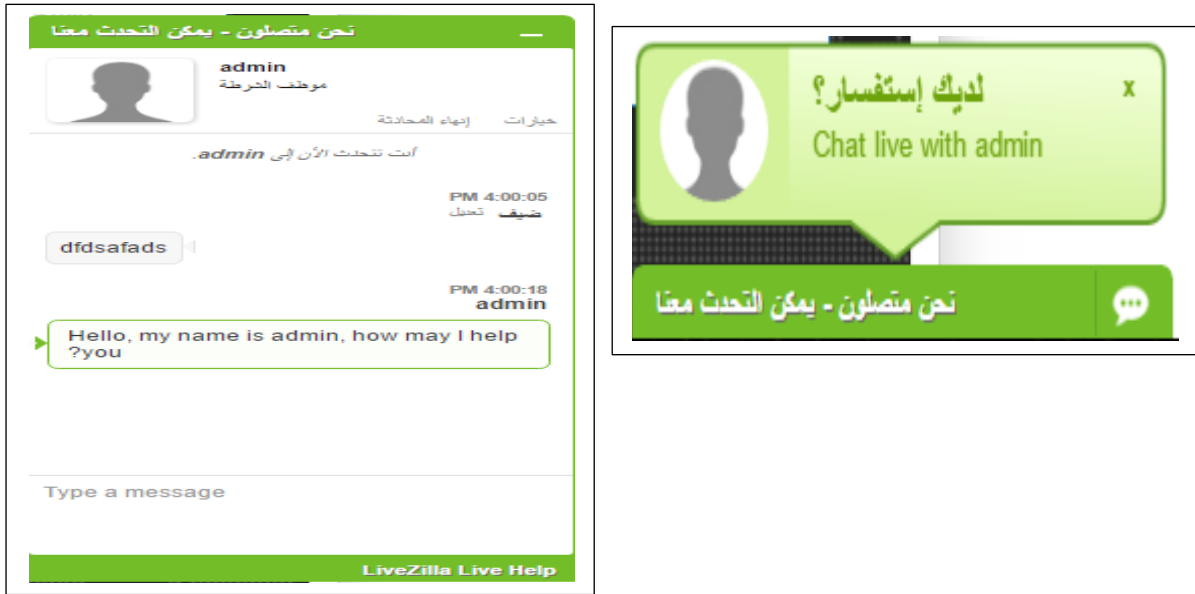 نحن متصلون - يمكن التحدث معنا
admin
موظف الشرطة
خيارات إنهاء المحادثة
أنت تتحدث الأن إلى admin.
PM 4:00:05
ضيف تعديل
dfdsafads
PM 4:00:18
admin
Hello, my name is admin, how may I help
?you
Type a message
LiveZilla Live Help
لديك إستفسار؟
x
Chat live with admin
نحن متصلون - يمكن التحدث معنا